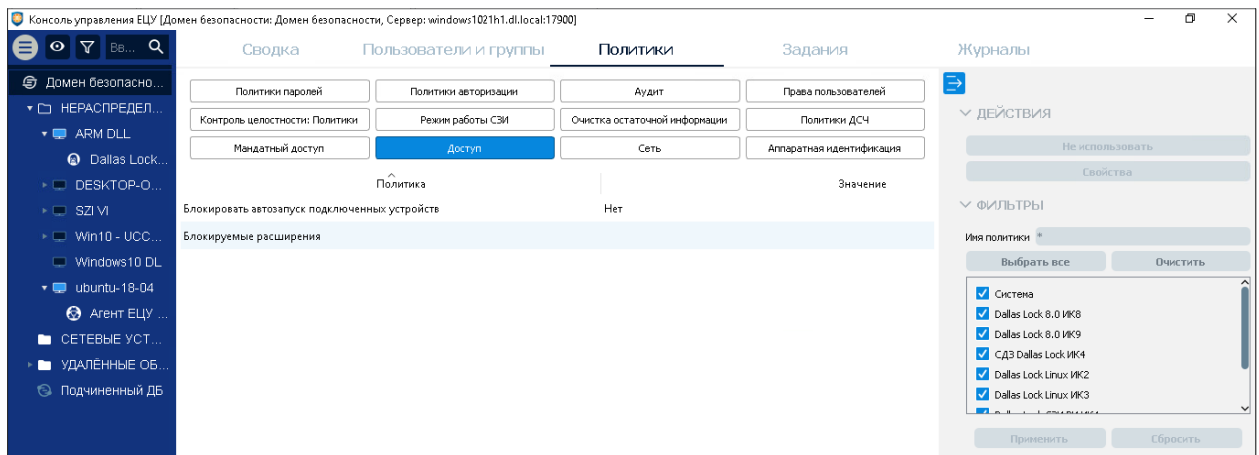 Консоль управления ЕЦУ [Домен безопасности: Домен безопасности, Сервер: windows1021h1.dl.local:17900]
Вв...
Сводка Пользователи и группы Политики Задания Журналы
Домен безопасно...
НЕРАСПРЕДЕЛ...
ARM DLL
Dallas Lock...
DESKTOP-O...
SZI VI
Win10 - UCC...
Windows10 DL
ubuntu-18-04
Агент ЕЦУ ...
СЕТЕВЫЕ УСТ...
УДАЛЁННЫЕ ОБ...
Подчиненный ДБ
Политики паролей Политики авторизации Аудит Права пользователей
Контроль целостности: Политики Режим работы СЗИ Очистка остаточной информации Политики ДСЧ
Мандатный доступ Доступ Сеть Аппаратная идентификация
Политика Значение
Блокировать автозапуск подключенных устройств Нет
Блокируемые расширения
ДЕЙСТВИЯ
Не использовать
Свойства
ФИЛЬТРЫ
Имя политики *
Выбрать все Очистить
Система
Dallas Lock 8.0 ИК8
Dallas Lock 8.0 ИК9
СДЗ Dallas Lock ИК4
Dallas Lock Linux ИК2
Dallas Lock Linux ИК3
Применить Сбросить